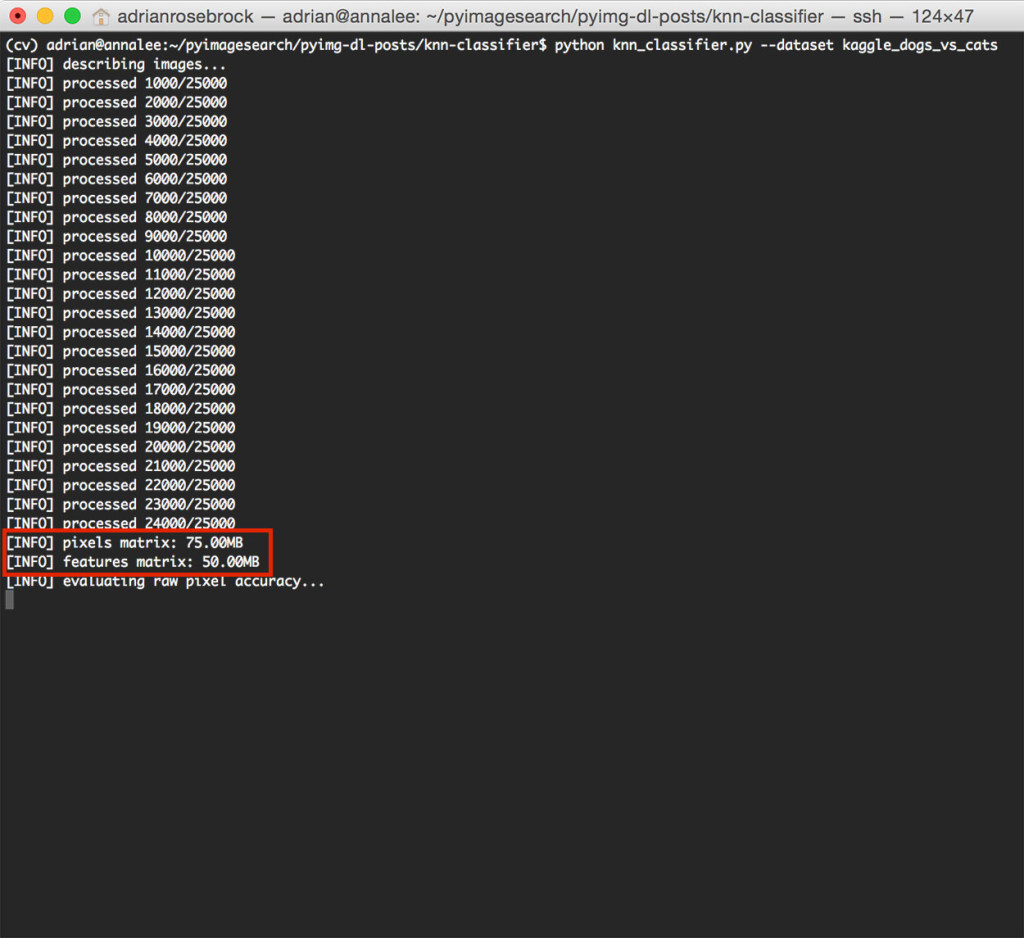 adrianrosebrock — adrian@annalee: ~/pyimagesearch/pyimg-dl-posts/knn-classifier — ssh — 124×47
(cv) adrian@annalee:~/pyimagesearch/pyimg-dl-posts/knn-classifier$ python knn_classifier.py --dataset kaggle_dogs_vs_cats
[INFO] describing images...
[INFO] processed 1000/25000
[INFO] processed 2000/25000
[INFO] processed 3000/25000
[INFO] processed 4000/25000
[INFO] processed 5000/25000
[INFO] processed 6000/25000
[INFO] processed 7000/25000
[INFO] processed 8000/25000
[INFO] processed 9000/25000
[INFO] processed 10000/25000
[INFO] processed 11000/25000
[INFO] processed 12000/25000
[INFO] processed 13000/25000
[INFO] processed 14000/25000
[INFO] processed 15000/25000
[INFO] processed 16000/25000
[INFO] processed 17000/25000
[INFO] processed 18000/25000
[INFO] processed 19000/25000
[INFO] processed 20000/25000
[INFO] processed 21000/25000
[INFO] processed 22000/25000
[INFO] processed 23000/25000
[INFO] processed 24000/25000
[INFO] pixels matrix: 75.00MB
[INFO] features matrix: 50.00MB
[INFO] evaluating raw pixel accuracy...